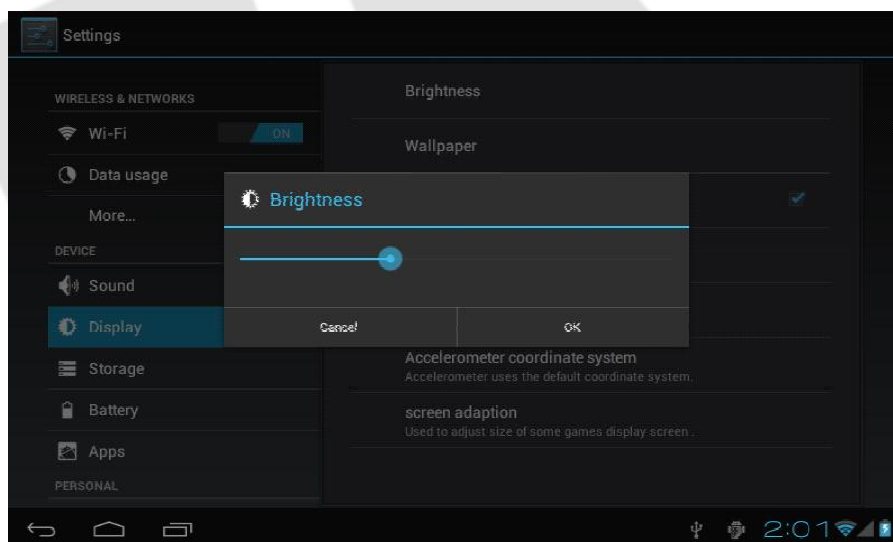 Settings
WIRELESS & NETWORKS
Wi-Fi
ON
Data usage
More...
DEVICE
Sound
Display
Storage
Battery
Apps
PERSONAL
Brightness
Wallpaper
Brightness
Cancel
OK
Accelerometer coordinate system
Accelerometer uses the default coordinate system.
screen adaption
Used to adjust size of some games display screen .
2:01